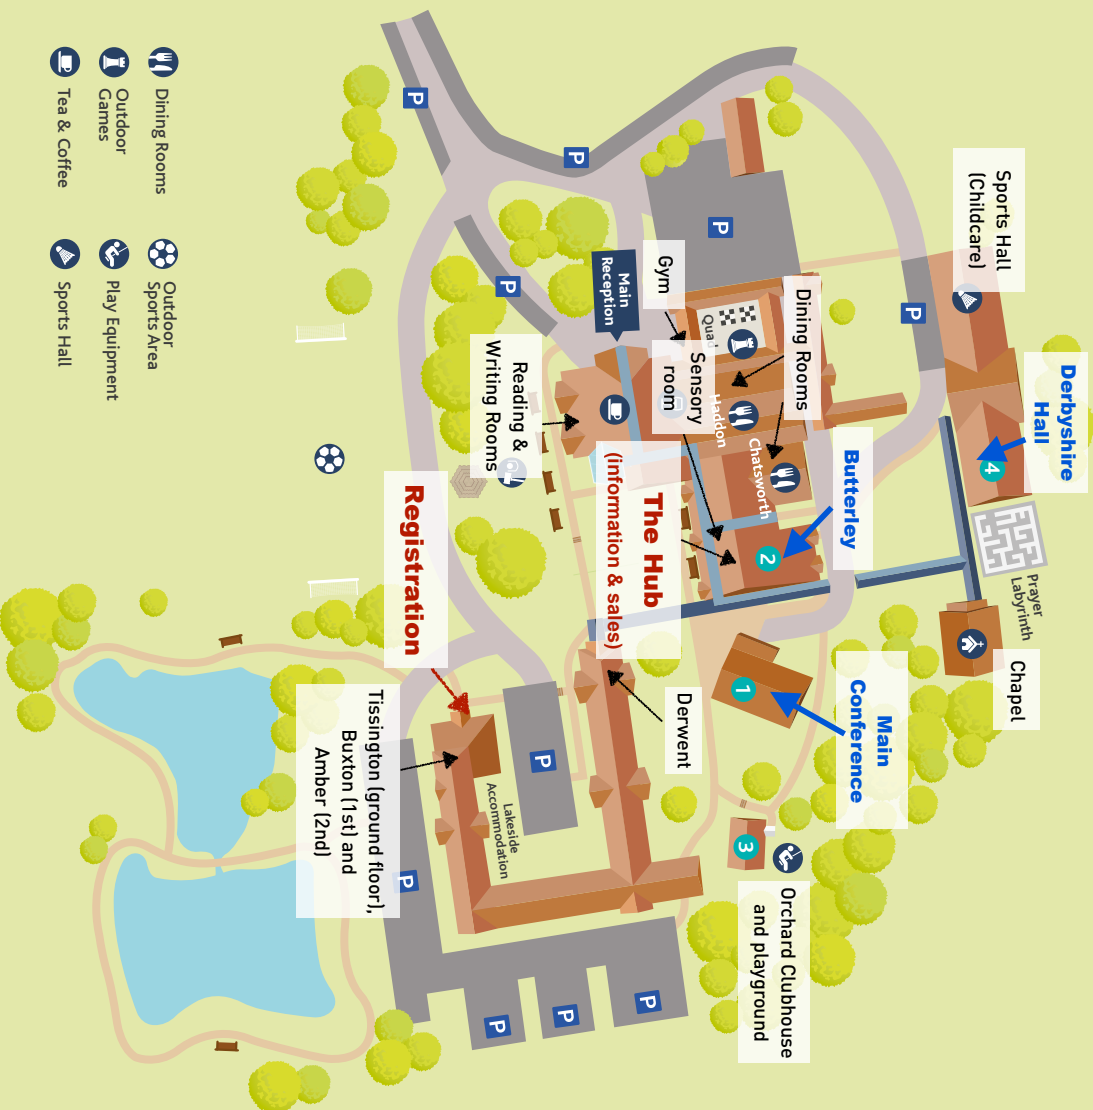 Derbyshire
Hall
Sports Hall
(Childcare)
4
Prayer
Labyrinth
Chapel
P
Butterley
Main
Conference
Dining Rooms
Chatsworth
2
1
3
Orchard Clubhouse
and playground
P
Quad
Haddon
Gym
Sensory
room
Derwent
The Hub
(information & sales)
P
Main
Reception
P
P
P
Reading &
Writing Rooms
P
P
P
Lakeside
Accommodation
Registration
P
P
Tissington (ground floor),
Buxton (1st) and
Amber (2nd)
Dining Rooms
Outdoor
Sports Area
Outdoor
Games
Play Equipment
Tea & Coffee
Sports Hall